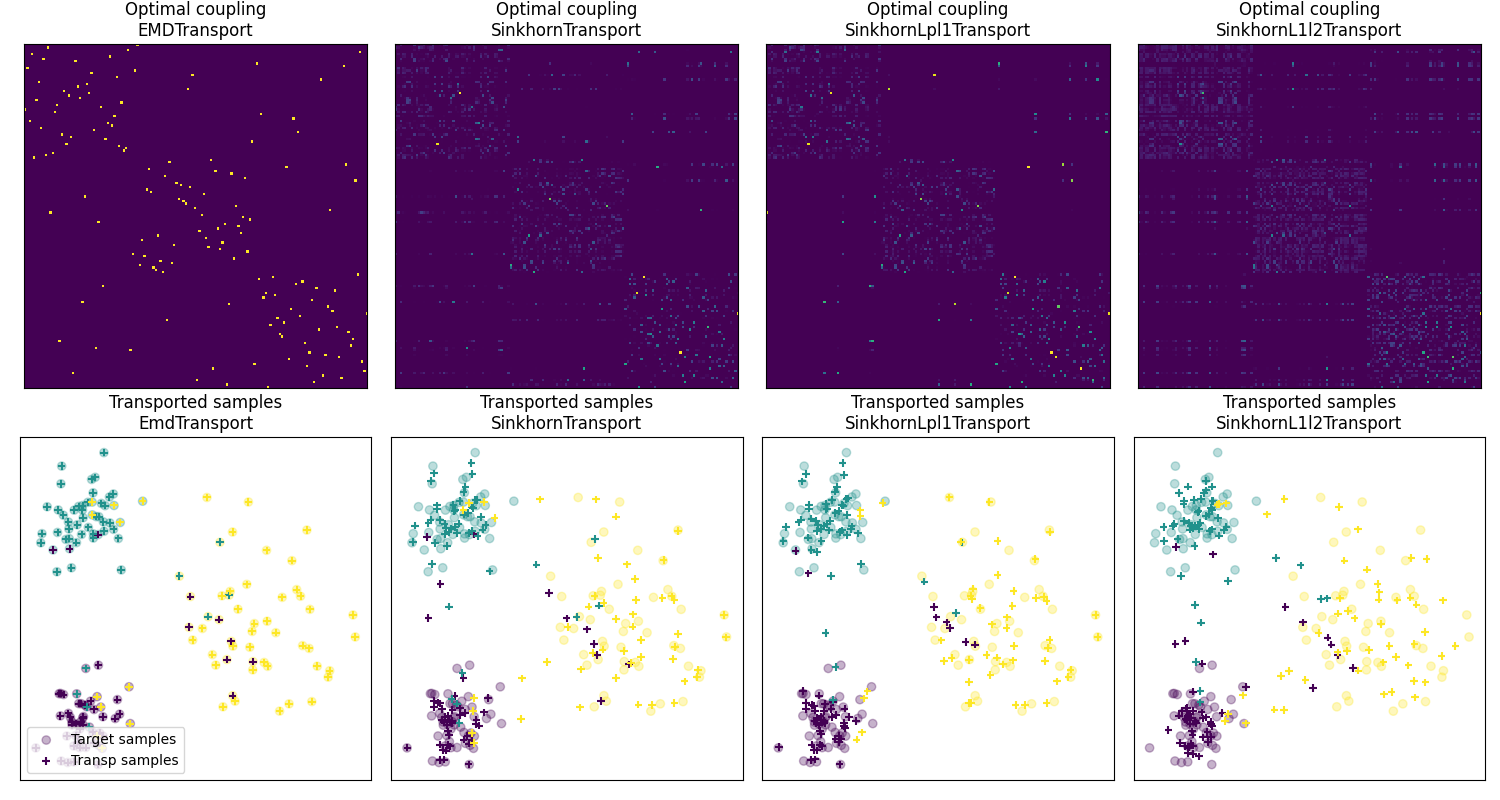 Optimal coupling
EMDTransport
Optimal coupling
SinkhornTransport
Optimal coupling
SinkhornLpl1Transport
Optimal coupling
SinkhornL1l2Transport
Transported samples
EmdTransport
Transported samples
SinkhornTransport
Transported samples
SinkhornLpl1Transport
Transported samples
SinkhornL1l2Transport
Target samples
Transp samples